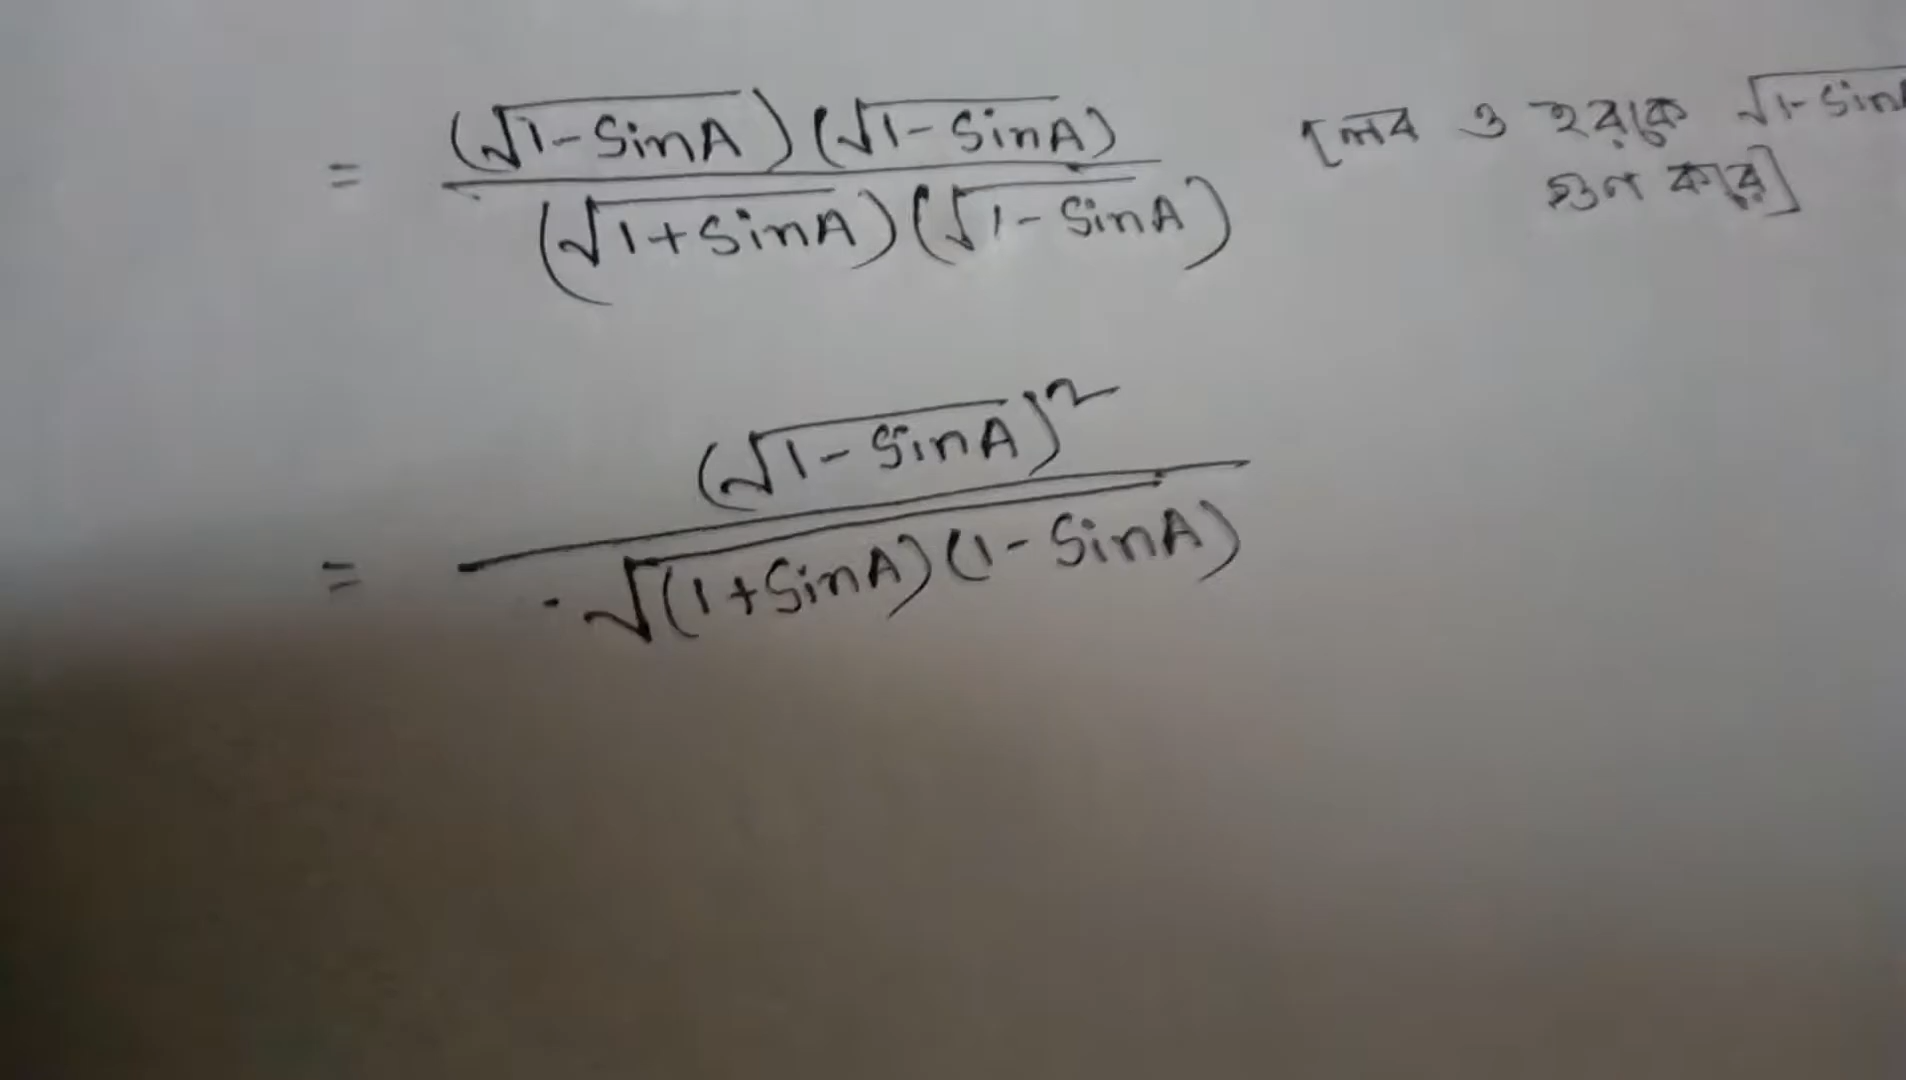 = (√1-SinA)(√1-SinA) / (√1+SinA)(√1-SinA) [লব ও হরকে √1-Sin
গুন করে]
= (√1-SinA)² / √(1+SinA)(1-SinA)